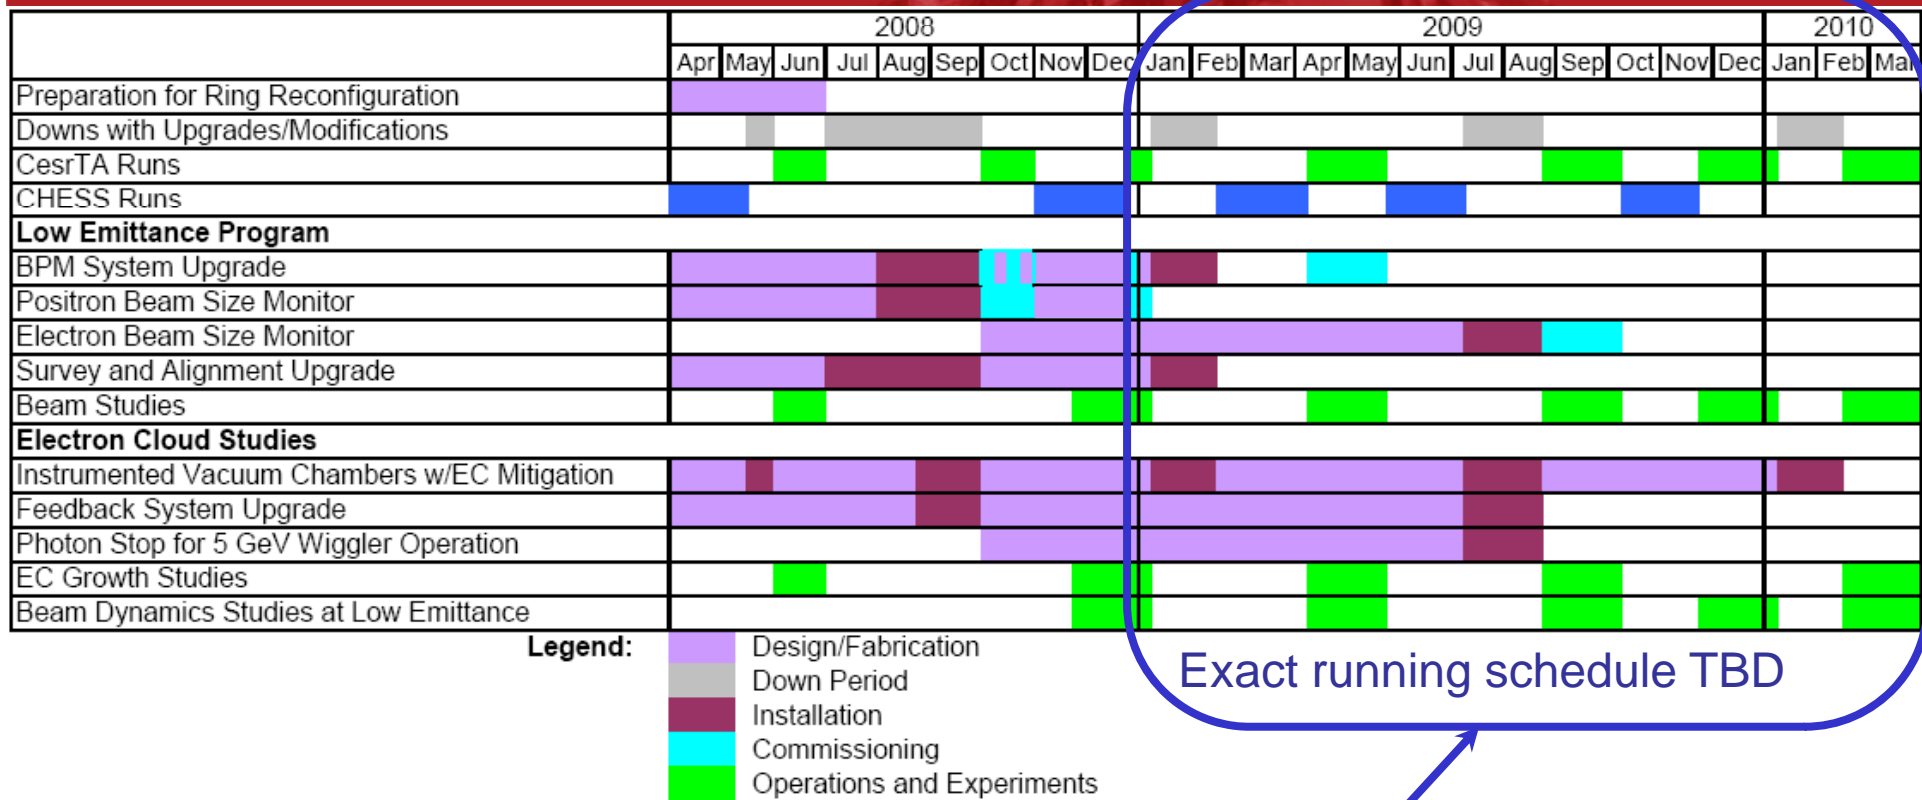 2008 2009 2010
Apr May Jun Jul Aug Sep Oct Nov Dec Jan Feb Mar Apr May Jun Jul Aug Sep Oct Nov Dec Jan Feb Mar
Preparation for Ring Reconfiguration
Downs with Upgrades/Modifications
CesrTA Runs
CHESS Runs
Low Emittance Program
BPM System Upgrade
Positron Beam Size Monitor
Electron Beam Size Monitor
Survey and Alignment Upgrade
Beam Studies
Electron Cloud Studies
Instrumented Vacuum Chambers w/EC Mitigation
Feedback System Upgrade
Photon Stop for 5 GeV Wiggler Operation
EC Growth Studies
Beam Dynamics Studies at Low Emittance
Legend:
Design/Fabrication
Down Period
Installation
Commissioning
Operations and Experiments
Exact running schedule TBD